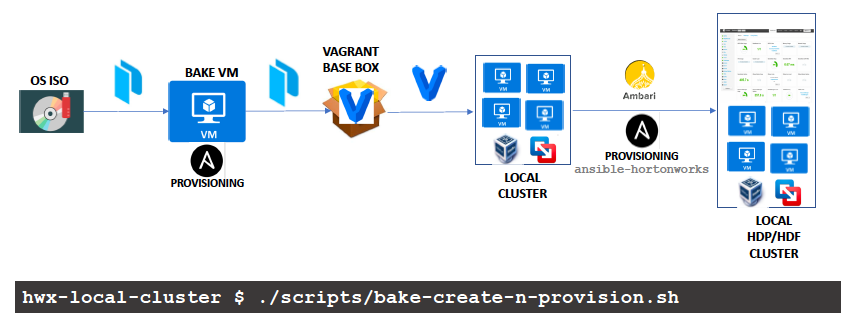 OS ISO
BAKE VM
VM
PROVISIONING
VAGRANT
BASE BOX
VM
VM
VM
VM
LOCAL
CLUSTER
Ambari
PROVISIONING
ansible-hortonworks
VM
VM
VM
VM
LOCAL
HDP/HDF
CLUSTER
hwx-local-cluster $ ./scripts/bake-create-n-provision.sh